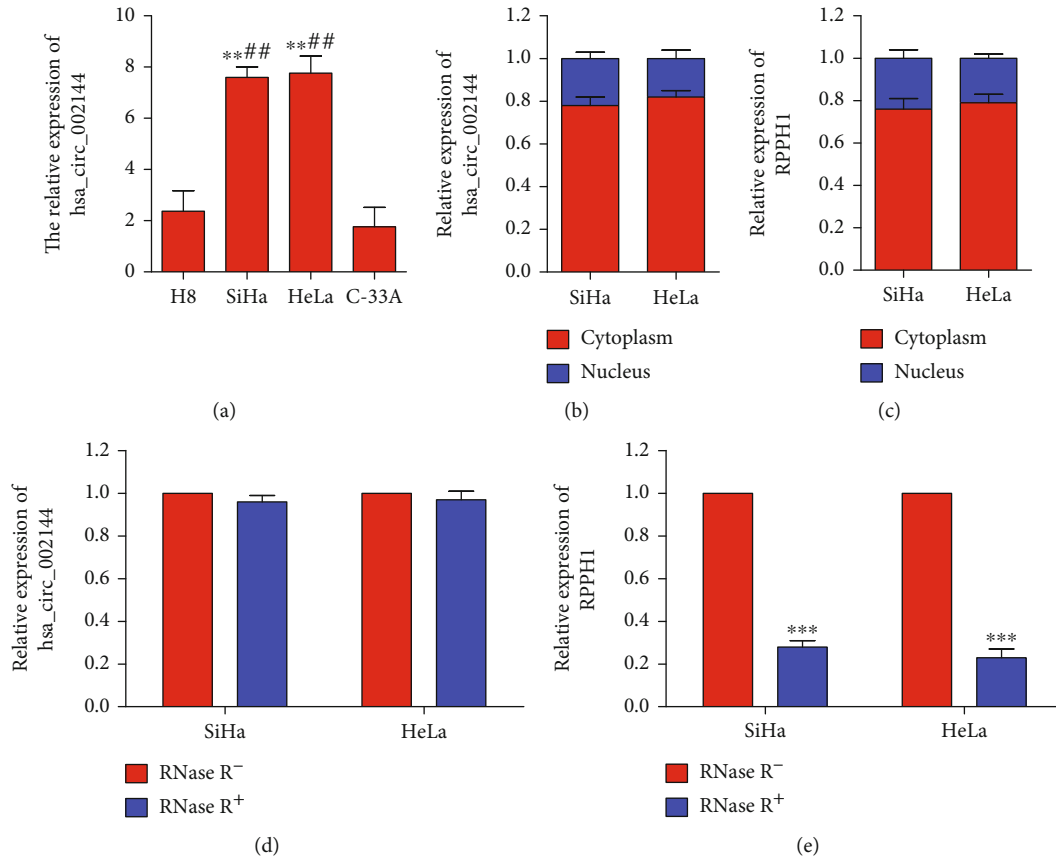 The relative expression of
hsa_circ_002144
10
8
6
4
2
0
**##
**##
H8 SiHa HeLa C-33A
(a)
Relative expression of
hsa_circ_002144
1.2
1.0
0.8
0.6
0.4
0.2
0.0
SiHa HeLa
Cytoplasm
Nucleus
(b)
Relative expression of
RPPH1
1.2
1.0
0.8
0.6
0.4
0.2
0.0
SiHa HeLa
Cytoplasm
Nucleus
(c)
Relative expression of
hsa_circ_002144
1.2
1.0
0.8
0.6
0.4
0.2
0.0
SiHa HeLa
RNase R⁻
RNase R⁺
(d)
Relative expression of
RPPH1
1.2
1.0
0.8
0.6
0.4
0.2
0.0
***
***
SiHa HeLa
RNase R⁻
RNase R⁺
(e)